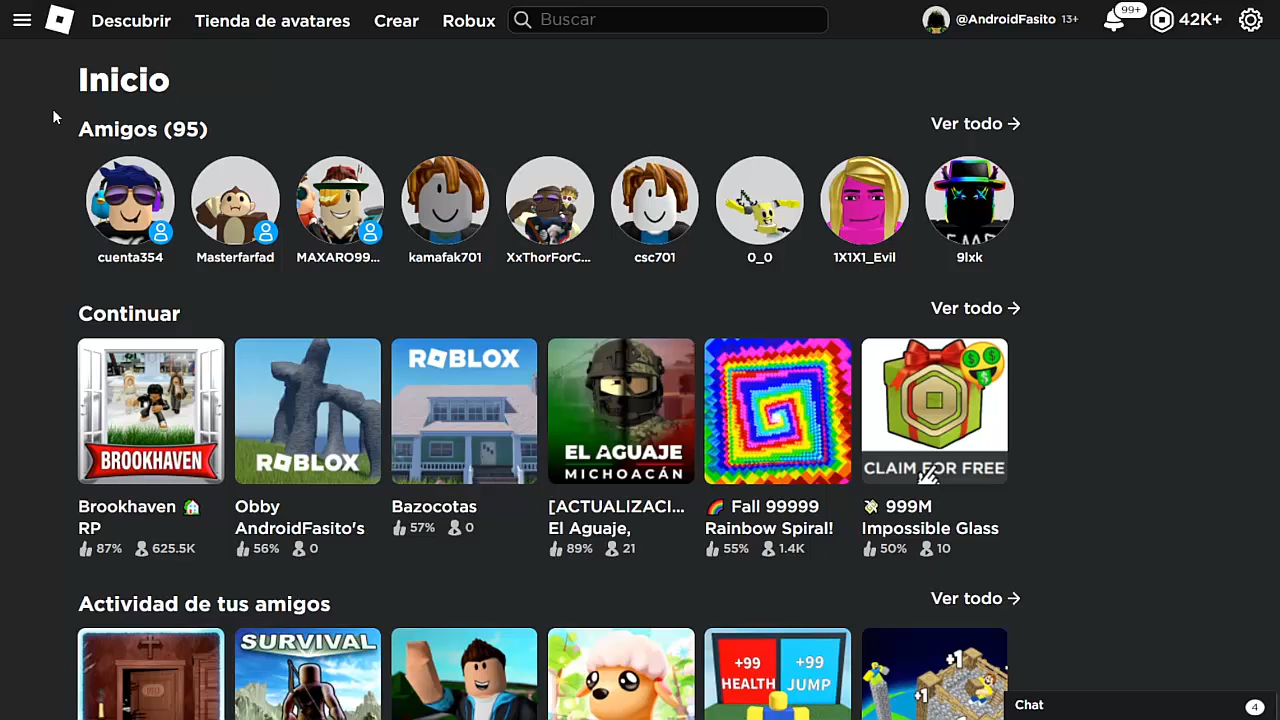 Descubrir Tienda de avatares Crear Robux Buscar @AndroidFasito 13+ 99+ 42K+
Inicio
Amigos (95) Ver todo →
cuenta354 Masterfarfad MAXARO99... kamafak701 XxThorForC... csc701 0_0 1X1X1_Evil 9lxk
Continuar Ver todo →
BROOKHAVEN
ROBLOX
ROBLOX
EL AGUAJE
MICHOACÁN
CLAIM FOR FREE
Brookhaven 🏠
RP
87% 625.5K
Obby
AndroidFasito's
56% 0
Bazocotas
57% 0
[ACTUALIZACI...
El Aguaje,
89% 21
🌈 Fall 99999
Rainbow Spiral!
55% 1.4K
💸 999M
Impossible Glass
50% 10
Actividad de tus amigos Ver todo →
SURVIVAL
+99
HEALTH
+99
JUMP
+1
+1
Chat 4